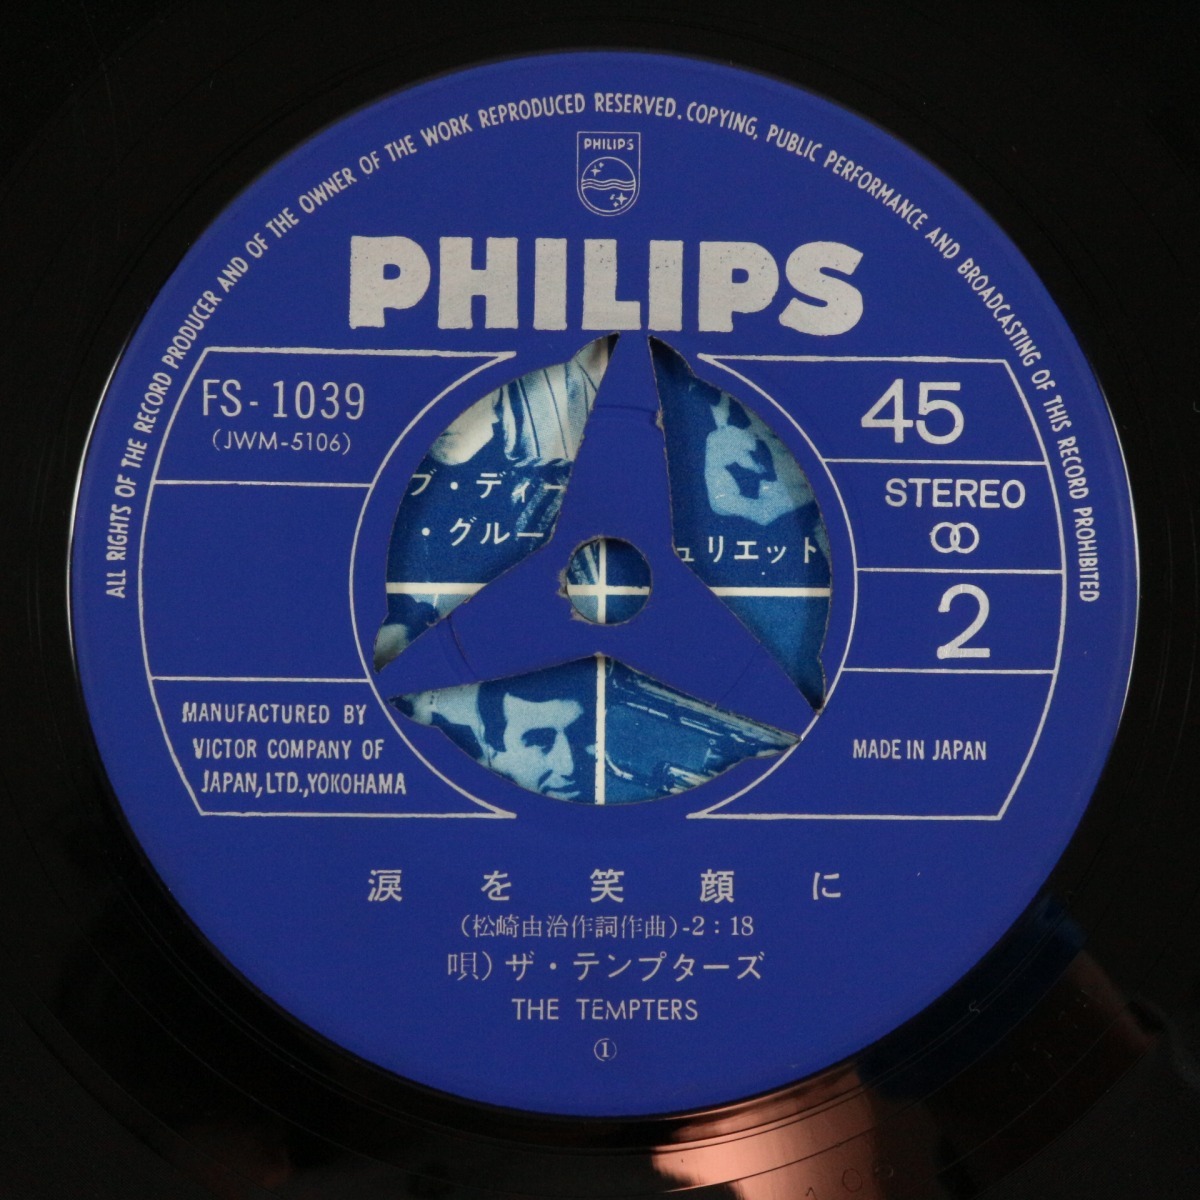 ALL RIGHTS OF THE RECORD PRODUCER AND OF THE OWNER OF THE WORK REPRODUCED RESERVED. COPYING, PUBLIC PERFORMANCE AND BROADCASTING OF THIS RECORD PROHIBITED
PHILIPS
PHILIPS
FS-1039
(JWM-5106)
45
STEREO
2
ブ・ディー
・グルー
ュリエット
MANUFACTURED BY
VICTOR COMPANY OF
JAPAN, LTD., YOKOHAMA
MADE IN JAPAN
涙を笑顔に
(松崎由治作詞作曲)-2:18
唄) ザ・テンプターズ
THE TEMPTERS
①